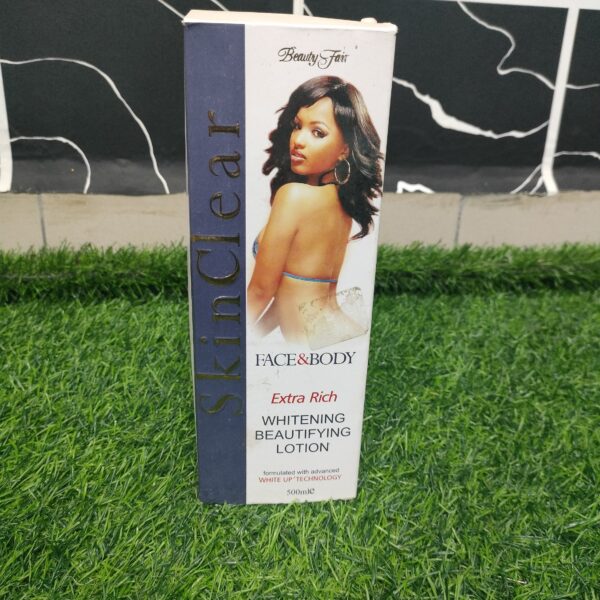 Beauty Fair
SkinClear
FACE&BODY
Extra Rich
WHITENING
BEAUTIFYING
LOTION
formulated with advanced
WHITE UP* TECHNOLOGY
500ml℮